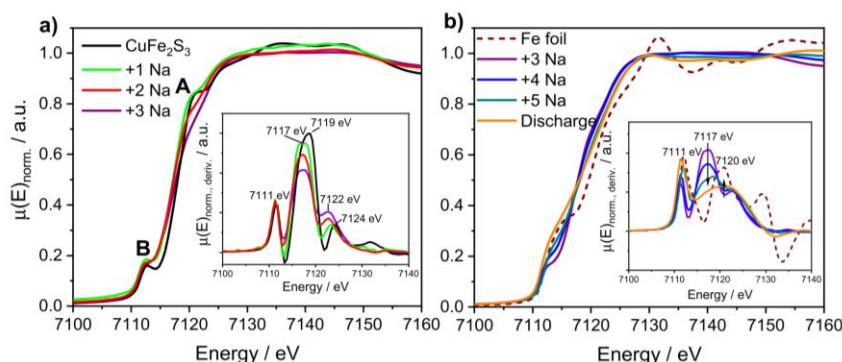 a)
CuFe₂S₃
+1 Na
+2 Na
+3 Na
A
B
μ(E)norm. / a.u.
1.0
0.8
0.6
0.4
0.2
0.0
7100 7110 7120 7130 7140 7150 7160
Energy / eV
7119 eV
7117 eV
7111 eV
7122 eV
7124 eV
μ(E)norm., deriv. / a.u.
7100 7110 7120 7130 7140
Energy / eV
b)
Fe foil
+3 Na
+4 Na
+5 Na
Discharge
μ(E)norm. / a.u.
1.0
0.8
0.6
0.4
0.2
0.0
7100 7110 7120 7130 7140 7150 7160
Energy / eV
7117 eV
7111 eV
7120 eV
μ(E)norm., deriv. / a.u.
7100 7110 7120 7130 7140
Energy / eV